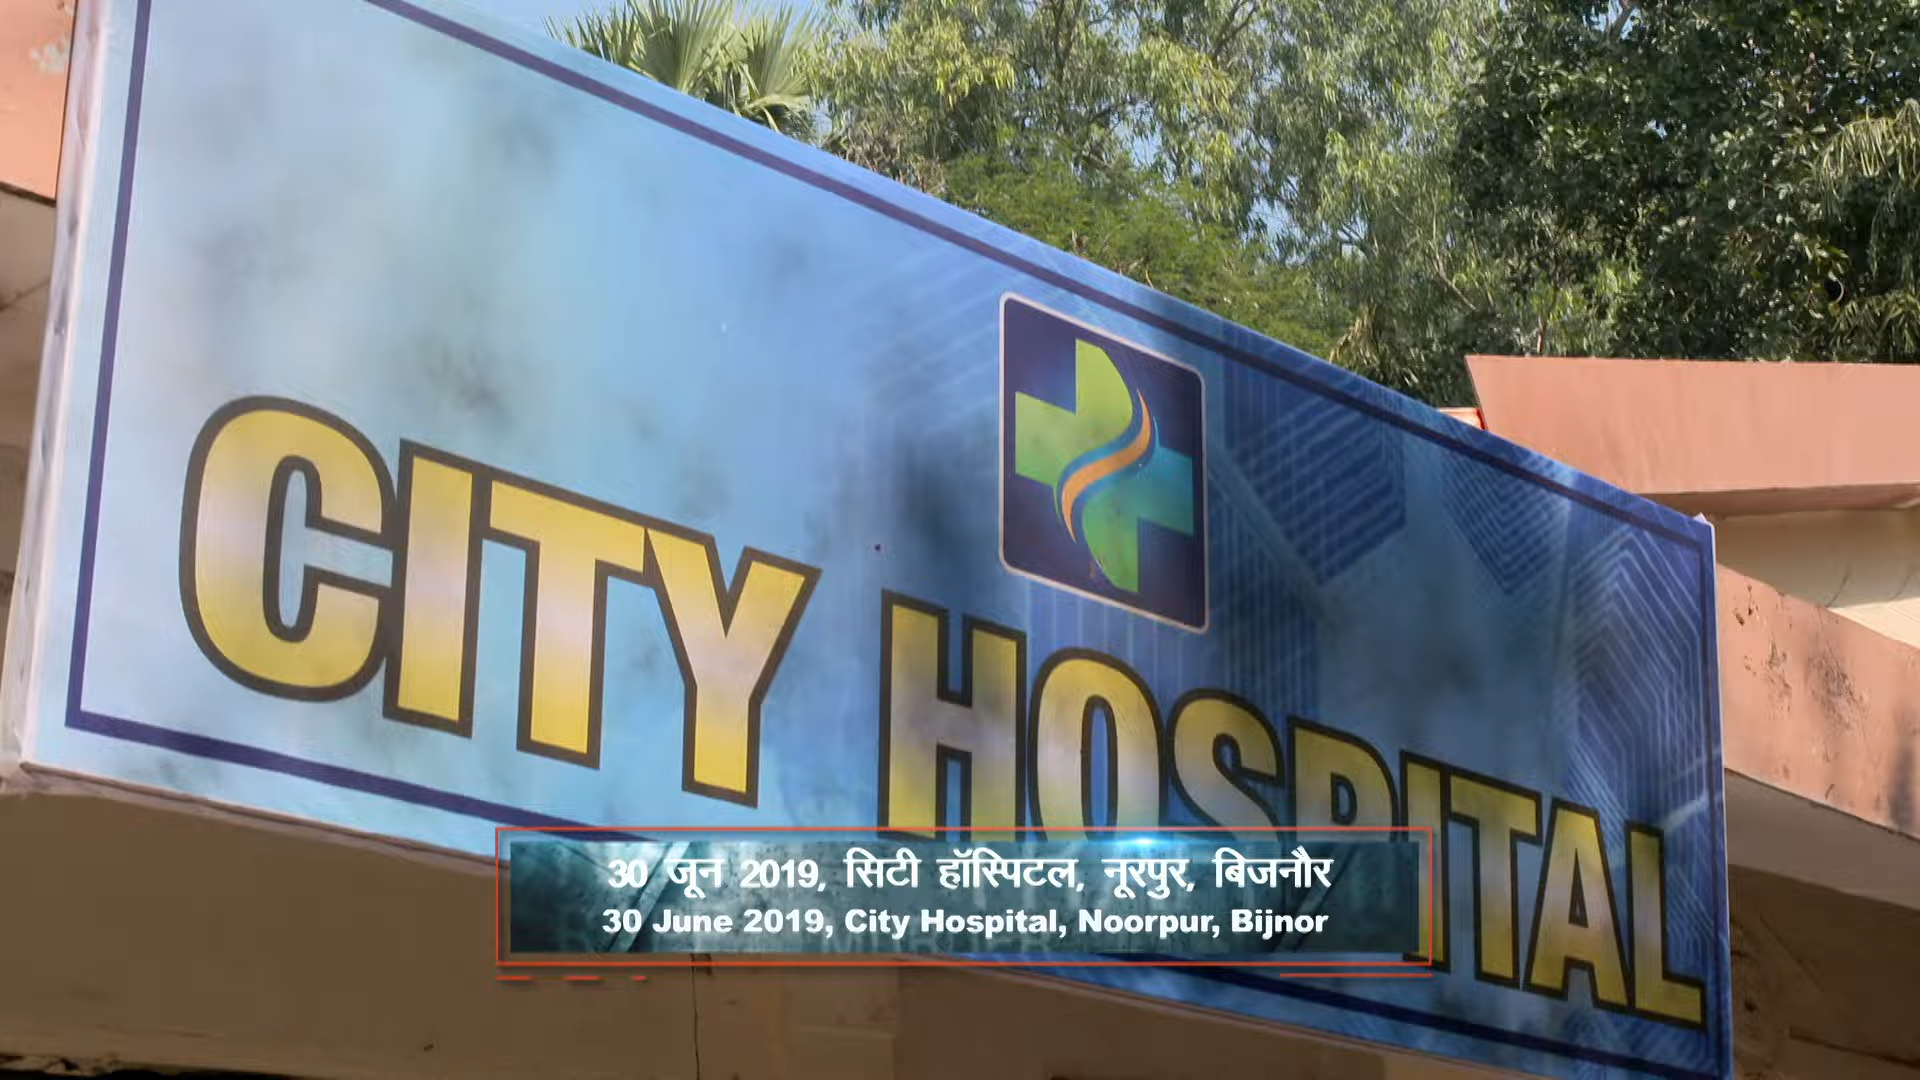 CITY HOSPITAL
30 जून 2019, सिटी हॉस्पिटल, नूरपुर, बिजनौर
30 June 2019, City Hospital, Noorpur, Bijnor